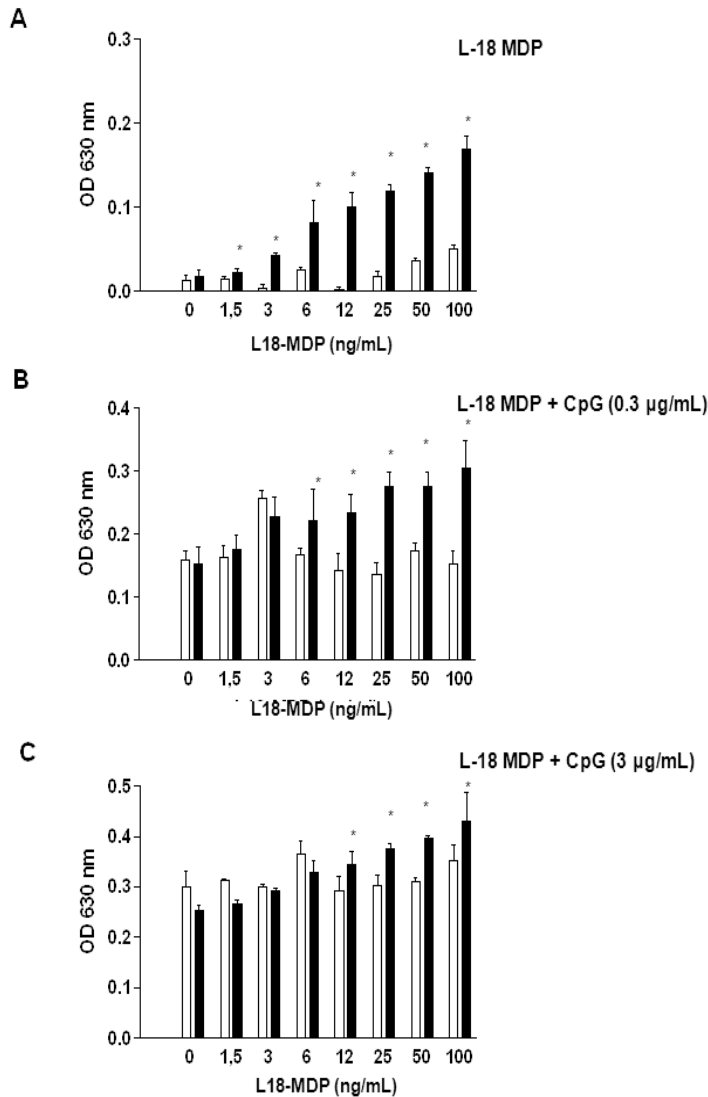 A
L-18 MDP
0.3
0.2
0.1
0.0
OD 630 nm
* * * * * * *
0 1,5 3 6 12 25 50 100
L18-MDP (ng/mL)
B
L-18 MDP + CpG (0.3 µg/mL)
0.4
0.3
0.2
0.1
0.0
OD 630 nm
* * * * *
0 1,5 3 6 12 25 50 100
L18-MDP (ng/mL)
C
L-18 MDP + CpG (3 µg/mL)
0.5
0.4
0.3
0.2
0.1
0.0
OD 630 nm
* * * *
0 1,5 3 6 12 25 50 100
L18-MDP (ng/mL)